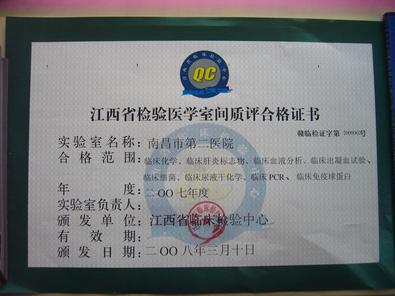 QC
江西省检验医学室间质评合格证书
赣临检证字第
实验室名称:南昌市第二医院
合格范围:临床化学、临床肝炎标志物、临床血液分析、临床出凝血试验、
临床细菌、临床尿液干化学、临床PCR、临床免疫球蛋白
年度:二〇〇七年度
实验室负责人:
颁发单位:江西省临床检验中心
有效期:
颁发日期:二〇〇八年三月十日